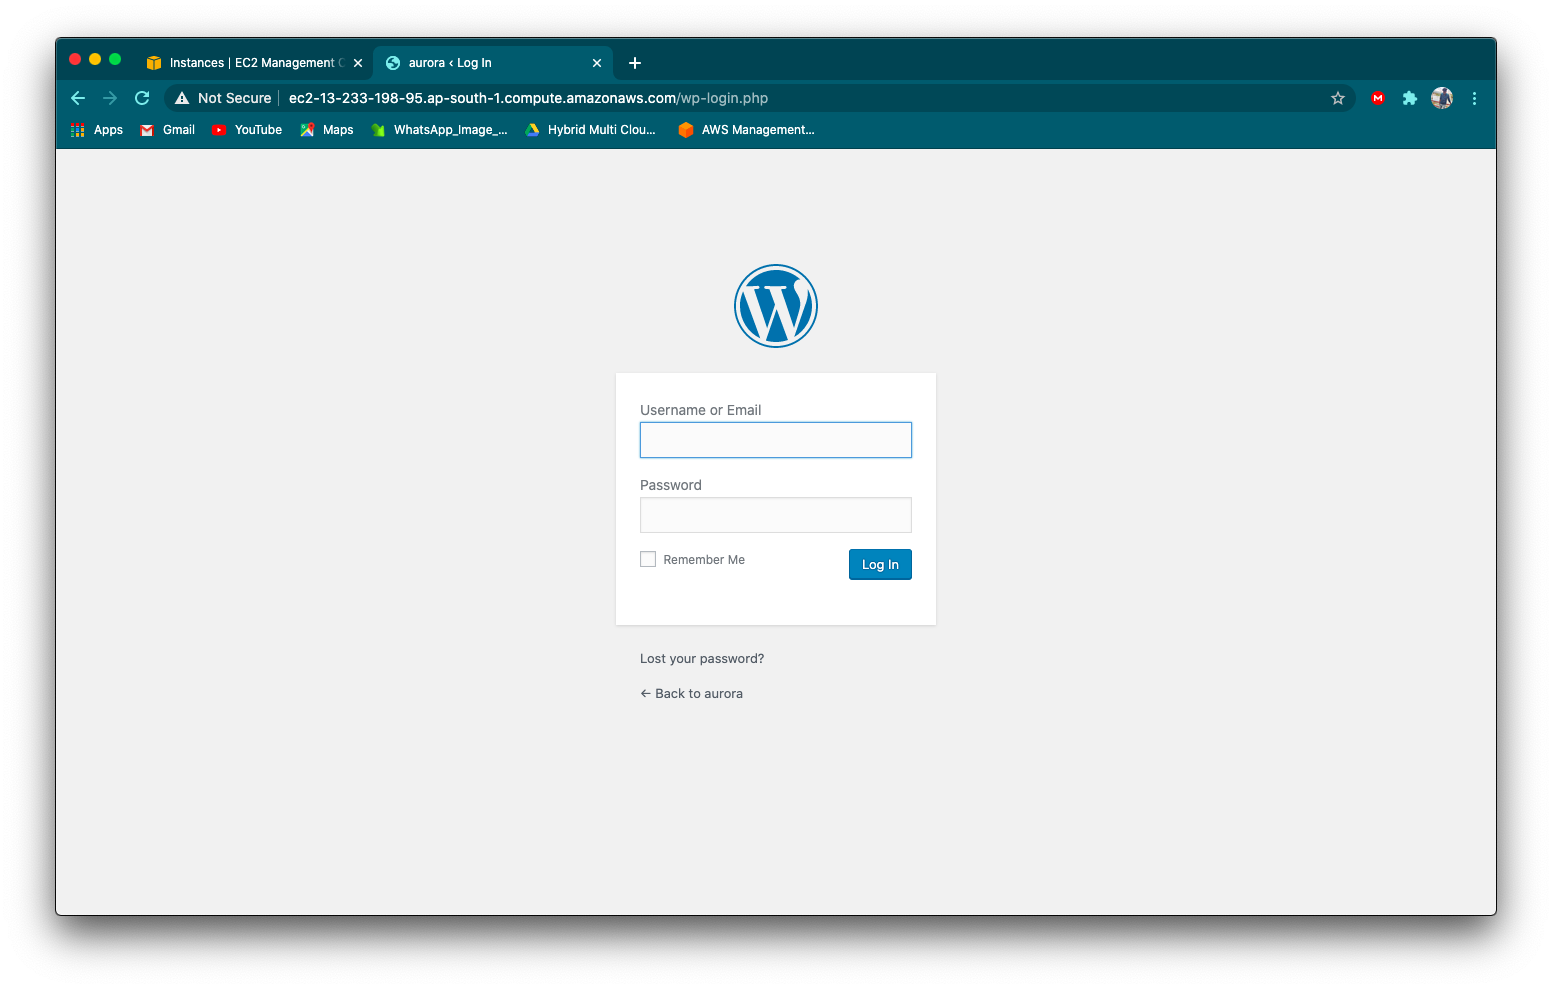 Instances | EC2 Management C
aurora ‹ Log In
Not Secure | ec2-13-233-198-95.ap-south-1.compute.amazonaws.com/wp-login.php
Apps Gmail YouTube Maps WhatsApp_Image_... Hybrid Multi Clou... AWS Management...
Username or Email
Password
Remember Me
Log In
Lost your password?
← Back to aurora